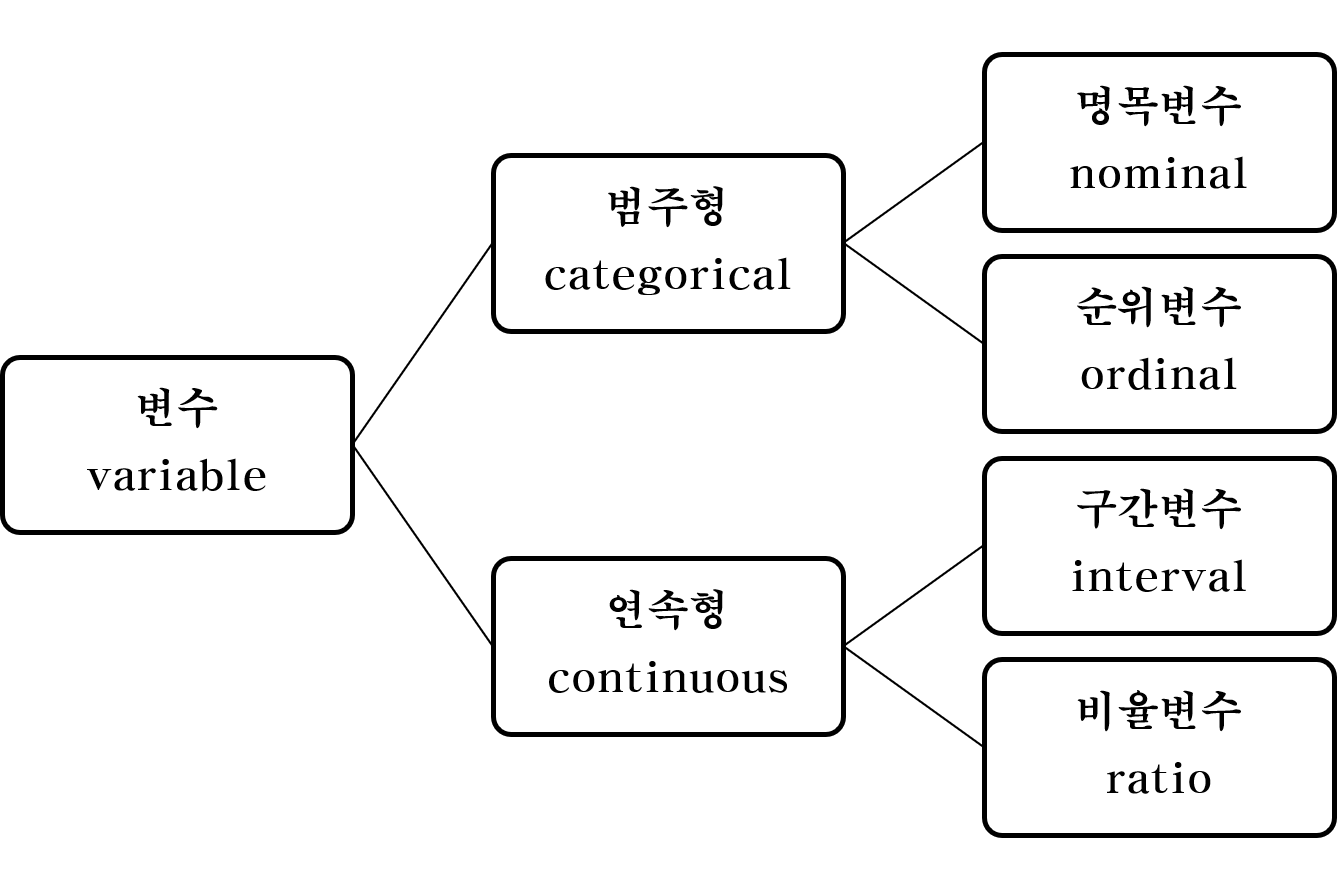 변수
variable
범주형
categorical
연속형
continuous
명목변수
nominal
순위변수
ordinal
구간변수
interval
비율변수
ratio